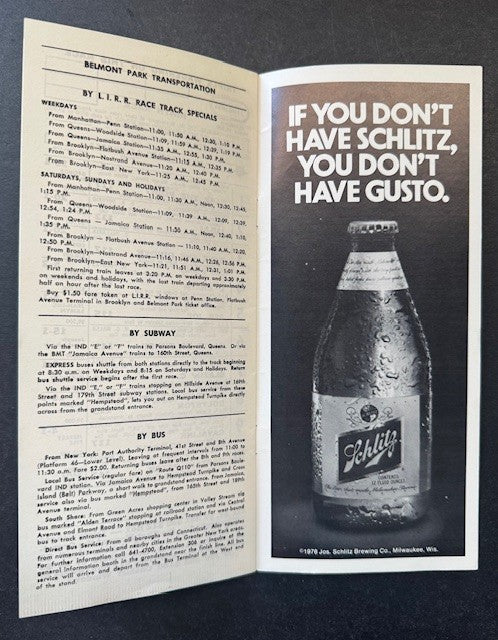 BELMONT PARK TRANSPORTATION
BY L.I.R.R. RACE TRACK SPECIALS
WEEKDAYS
From Manhattan—Penn Station—11:00, 11:50 A.M., 12:30, 1:10 P.M.
From Queens—Woodside Station—11:09, 11:59 A.M., 12:39, 1:19 P.M.
From Queens—Jamaica Station—11:35 A.M., 12:55, 1:30 P.M.
From Brooklyn—Flatbush Avenue Station—11:15 A.M., 12:35 P.M.
From Brooklyn—Nostrand Avenue—11:20 A.M., 12:40 P.M.
From Brooklyn—East New York—11:25 A.M., 12:45 P.M.
SATURDAYS, SUNDAYS AND HOLIDAYS
From Manhattan—Penn Station—11:00, 11:30 A.M., Noon, 12:30, 12:45,
1:15 P.M.
From Queens—Woodside Station—11:09, 11:39 A.M., 12:09, 12:39,
12:54, 1:24 P.M.
From Queens — Jamaica Station — 11:30 A.M., Noon, 12:40, 1:10,
1:35 P.M.
From Brooklyn — Flatbush Avenue Station — 11:10, 11:40 A.M., 12:20,
12:50 P.M.
From Brooklyn—Nostrand Avenue—11:16, 11:46 A.M., 12:26, 12:56 P.M.
From Brooklyn—East New York—11:21, 11:51 A.M., 12:31, 1:01 P.M.
First returning train leaves at 3:20 P.M. on weekdays and 3:30 P.M.
on weekends and holidays, with the last train departing approximately
half an hour after the last race.
Buy $1.50 fare token at L.I.R.R. windows at Penn Station, Flatbush
Avenue Terminal in Brooklyn and Belmont Park ticket office.
BY SUBWAY
Via the IND "E" or "F" trains to Parsons Boulevard, Queens. Or via
the BMT "Jamaica Avenue" trains to 160th Street, Queens.
EXPRESS buses shuttle from both stations directly to the track beginning
at 8:30 a.m. on Weekdays and 8:15 on Saturdays and Holidays. Return
bus shuttle service begins after the first race.
Via the IND "E," or "F" trains stopping on Hillside Avenue at 169th
Street and 179th Street subway stations. Local bus service from these
points marked "Hempstead", lets you out on Hempstead Turnpike directly
across from the grandstand entrance.
BY BUS
From New York: Port Authority Terminal, 41st Street and 8th Avenue
(Platform 46—Lower Level). Leaving at frequent intervals from 11:00 to
11:30 a.m. Fare $2.00. Returning buses leave after the 8th and 9th races.
Local Bus Service (regular fare) on "Route Q110" from Parsons Boule-
vard IND station. Via Jamaica Avenue to Hempstead Turnpike and Cross
Island (Belt) Parkway, a short walk to grandstand entrance. From Jamaica,
service also via bus marked "Hempstead", from 165th Street and 18th
Avenue terminal.
South Shore: From Green Acres shopping center in Valley Stream via
bus marked "Alden Terrace" stopping at railroad station and via Central
Avenue and Elmont Road to Hempstead Turnpike. Transfer for west-bound
bus to track entrance.
Direct Bus Service: From all boroughs and Connecticut. Also operates
from numerous terminals and nearby cities in the Greater New York area.
For further information call 641-4700, Extension 306 or inquire at the
general information booth in the grandstand near the finish line. All bus
service will arrive and depart from the Bus Terminal at the West end
of the stand.
IF YOU DON'T
HAVE SCHLITZ,
YOU DON'T
HAVE GUSTO.
Schlitz
CONTENTS
12 FLUID OUNCES
©1976 Jos. Schlitz Brewing Co., Milwaukee, Wis.